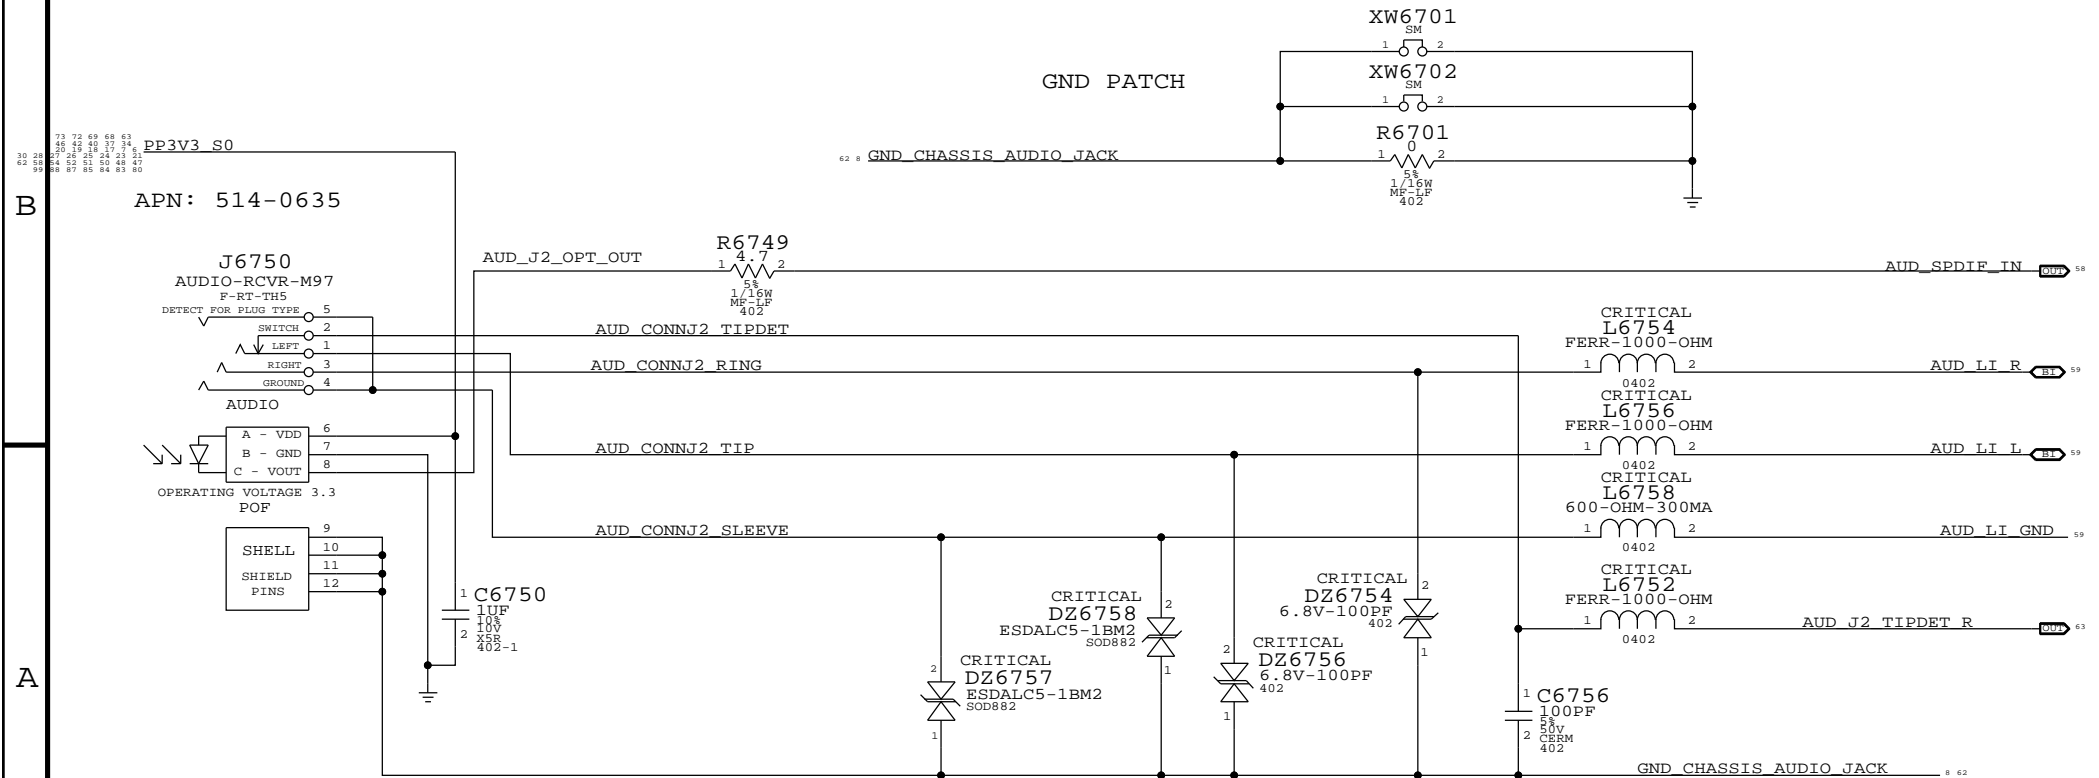 XW6701
SM
1 2
GND PATCH
XW6702
SM
1 2
R6701
0
1 2
5%
1/16W
MF-LF
402
73 72 69 68 63
46 42 40 37 34
20 19 18 17 7 6
30 28 27 26 25 24 23 21
62 58 54 52 51 50 48 47
99 88 87 85 84 83 80
PP3V3_S0
62 8 GND_CHASSIS_AUDIO_JACK
B
APN: 514-0635
J6750
AUDIO-RCVR-M97
F-RT-TH5
DETECT FOR PLUG TYPE 5
SWITCH 2
LEFT 1
RIGHT 3
GROUND 4
AUDIO
A - VDD 6
B - GND 7
C - VOUT 8
OPERATING VOLTAGE 3.3
POF
SHELL
SHIELD
PINS
9
10
11
12
AUD_J2_OPT_OUT
R6749
4.7
1 2
5%
1/16W
MF-LF
402
AUD_SPDIF_IN OUT 58
AUD_CONNJ2_TIPDET
AUD_CONNJ2_RING
CRITICAL
L6754
FERR-1000-OHM
1 2
0402
AUD_LI_R BI 59
AUD_CONNJ2_TIP
CRITICAL
L6756
FERR-1000-OHM
1 2
0402
AUD_LI_L BI 59
AUD_CONNJ2_SLEEVE
CRITICAL
L6758
600-OHM-300MA
1 2
0402
AUD_LI_GND 59
CRITICAL
L6752
FERR-1000-OHM
1 2
0402
AUD_J2_TIPDET_R OUT 63
A
1 C6750
1UF
10%
10V
X5R
402-1
2
CRITICAL
DZ6757
ESDALC5-1BM2
SOD882
2
1
CRITICAL
DZ6758
ESDALC5-1BM2
SOD882
2
1
CRITICAL
DZ6756
6.8V-100PF
402
2
1
CRITICAL
DZ6754
6.8V-100PF
402
2
1
1 C6756
100PF
5%
50V
CERM
402
2
GND_CHASSIS_AUDIO_JACK 8 62